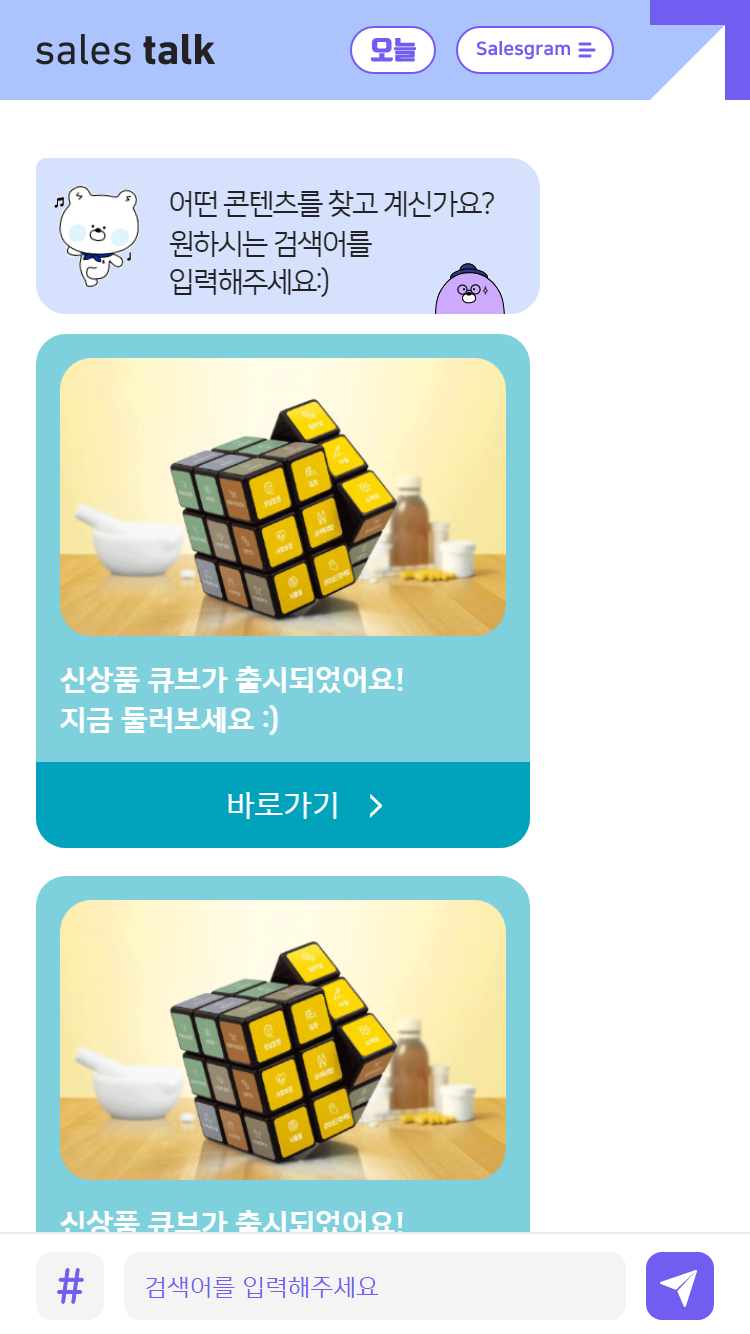 sales talk
오늘
Salesgram
어떤 콘텐츠를 찾고 계신가요?
원하시는 검색어를
입력해주세요:)
신상품 큐브가 출시되었어요!
지금 둘러보세요 :)
바로가기
신상품 큐브가 출시되었어요!
#
검색어를 입력해주세요